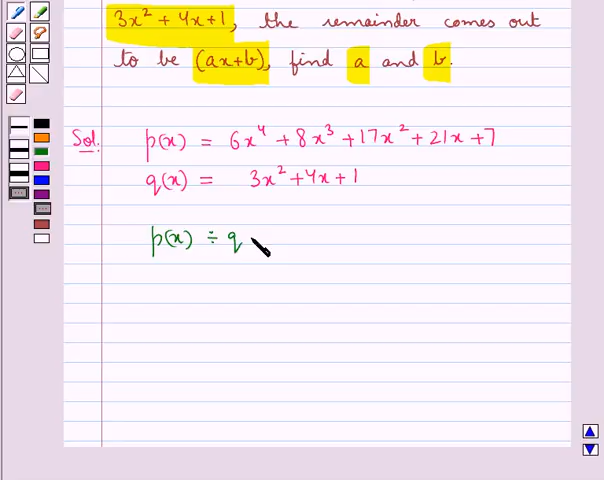 3x² + 4x + 1, the remainder comes out
to be (ax+b), find a and b.
Sol. p(x) = 6x⁴ + 8x³ + 17x² + 21x + 7
q(x) = 3x² + 4x + 1
p(x) ÷ q